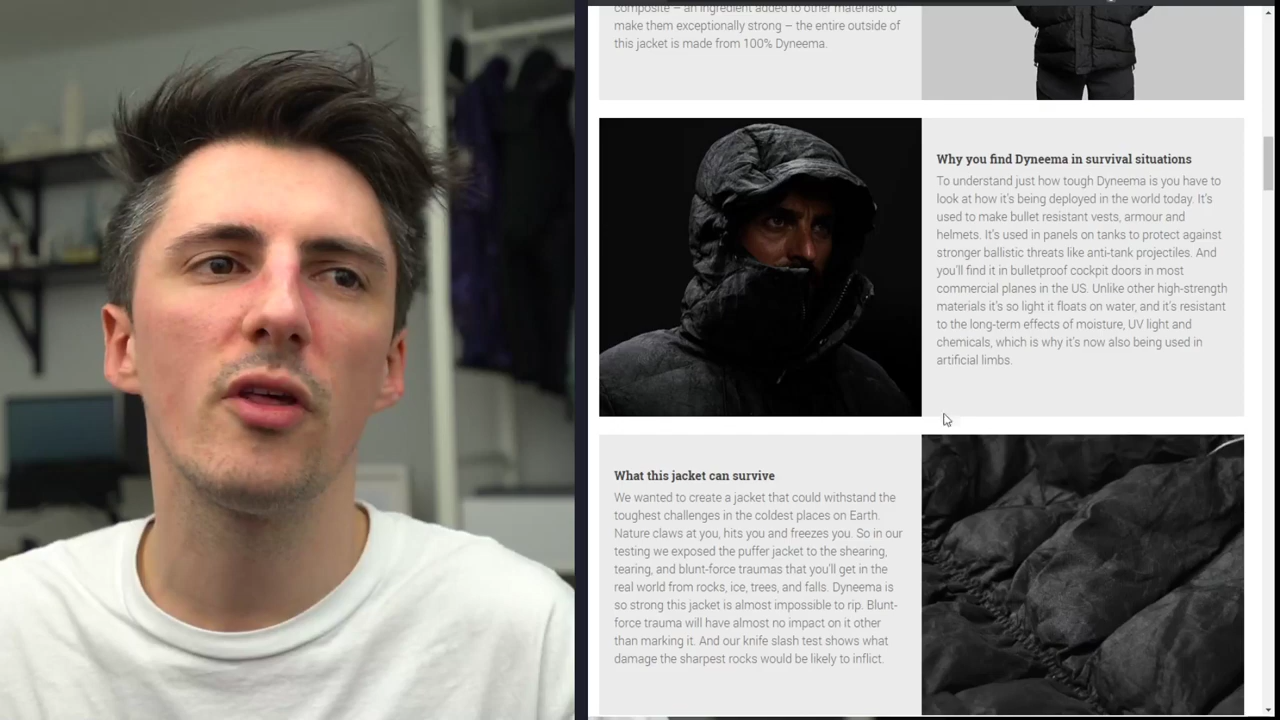 composite – an ingredient added to other materials to
make them exceptionally strong – the entire outside of
this jacket is made from 100% Dyneema.
Why you find Dyneema in survival situations
To understand just how tough Dyneema is you have to
look at how it's being deployed in the world today. It's
used to make bullet resistant vests, armour and
helmets. It's used in panels on tanks to protect against
stronger ballistic threats like anti-tank projectiles. And
you'll find it in bulletproof cockpit doors in most
commercial planes in the US. Unlike other high-strength
materials it's so light it floats on water, and it's resistant
to the long-term effects of moisture, UV light and
chemicals, which is why it's now also being used in
artificial limbs.
What this jacket can survive
We wanted to create a jacket that could withstand the
toughest challenges in the coldest places on Earth.
Nature claws at you, hits you and freezes you. So in our
testing we exposed the puffer jacket to the shearing,
tearing, and blunt-force traumas that you'll get in the
real world from rocks, ice, trees, and falls. Dyneema is
so strong this jacket is almost impossible to rip. Blunt-
force trauma will have almost no impact on it other
than marking it. And our knife slash test shows what
damage the sharpest rocks would be likely to inflict.